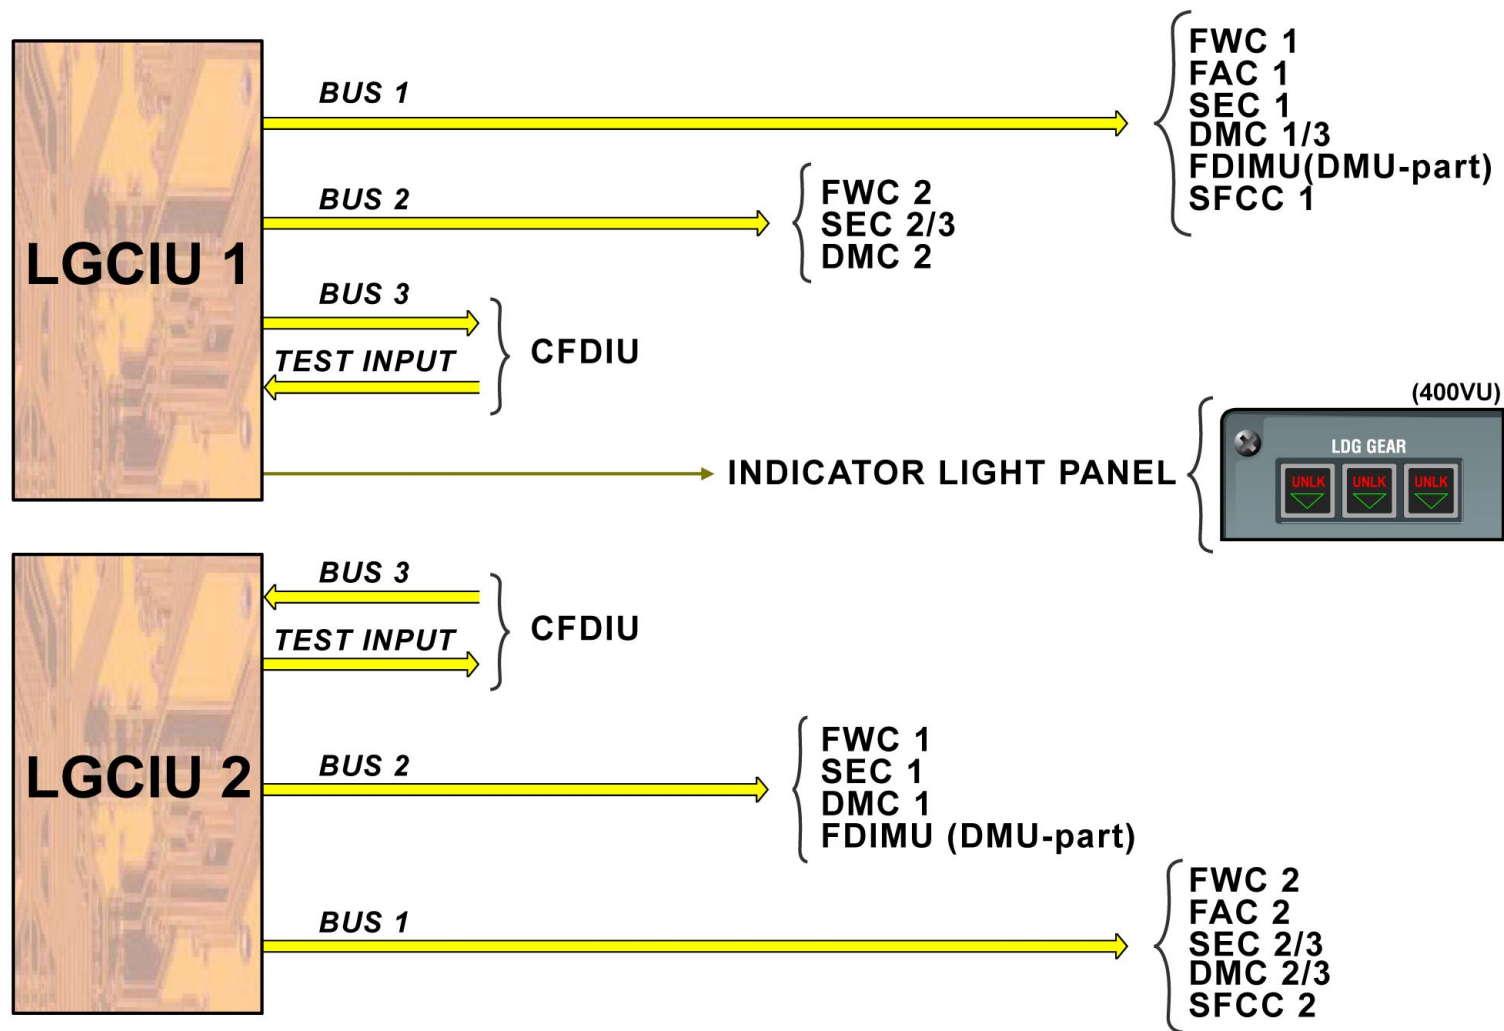 LGCIU 1
BUS 1
FWC 1
FAC 1
SEC 1
DMC 1/3
FDIMU(DMU-part)
SFCC 1
BUS 2
FWC 2
SEC 2/3
DMC 2
BUS 3
TEST INPUT
CFDIU
INDICATOR LIGHT PANEL
(400VU)
LDG GEAR
UNLK UNLK UNLK
LGCIU 2
BUS 3
TEST INPUT
CFDIU
BUS 2
FWC 1
SEC 1
DMC 1
FDIMU (DMU-part)
BUS 1
FWC 2
FAC 2
SEC 2/3
DMC 2/3
SFCC 2